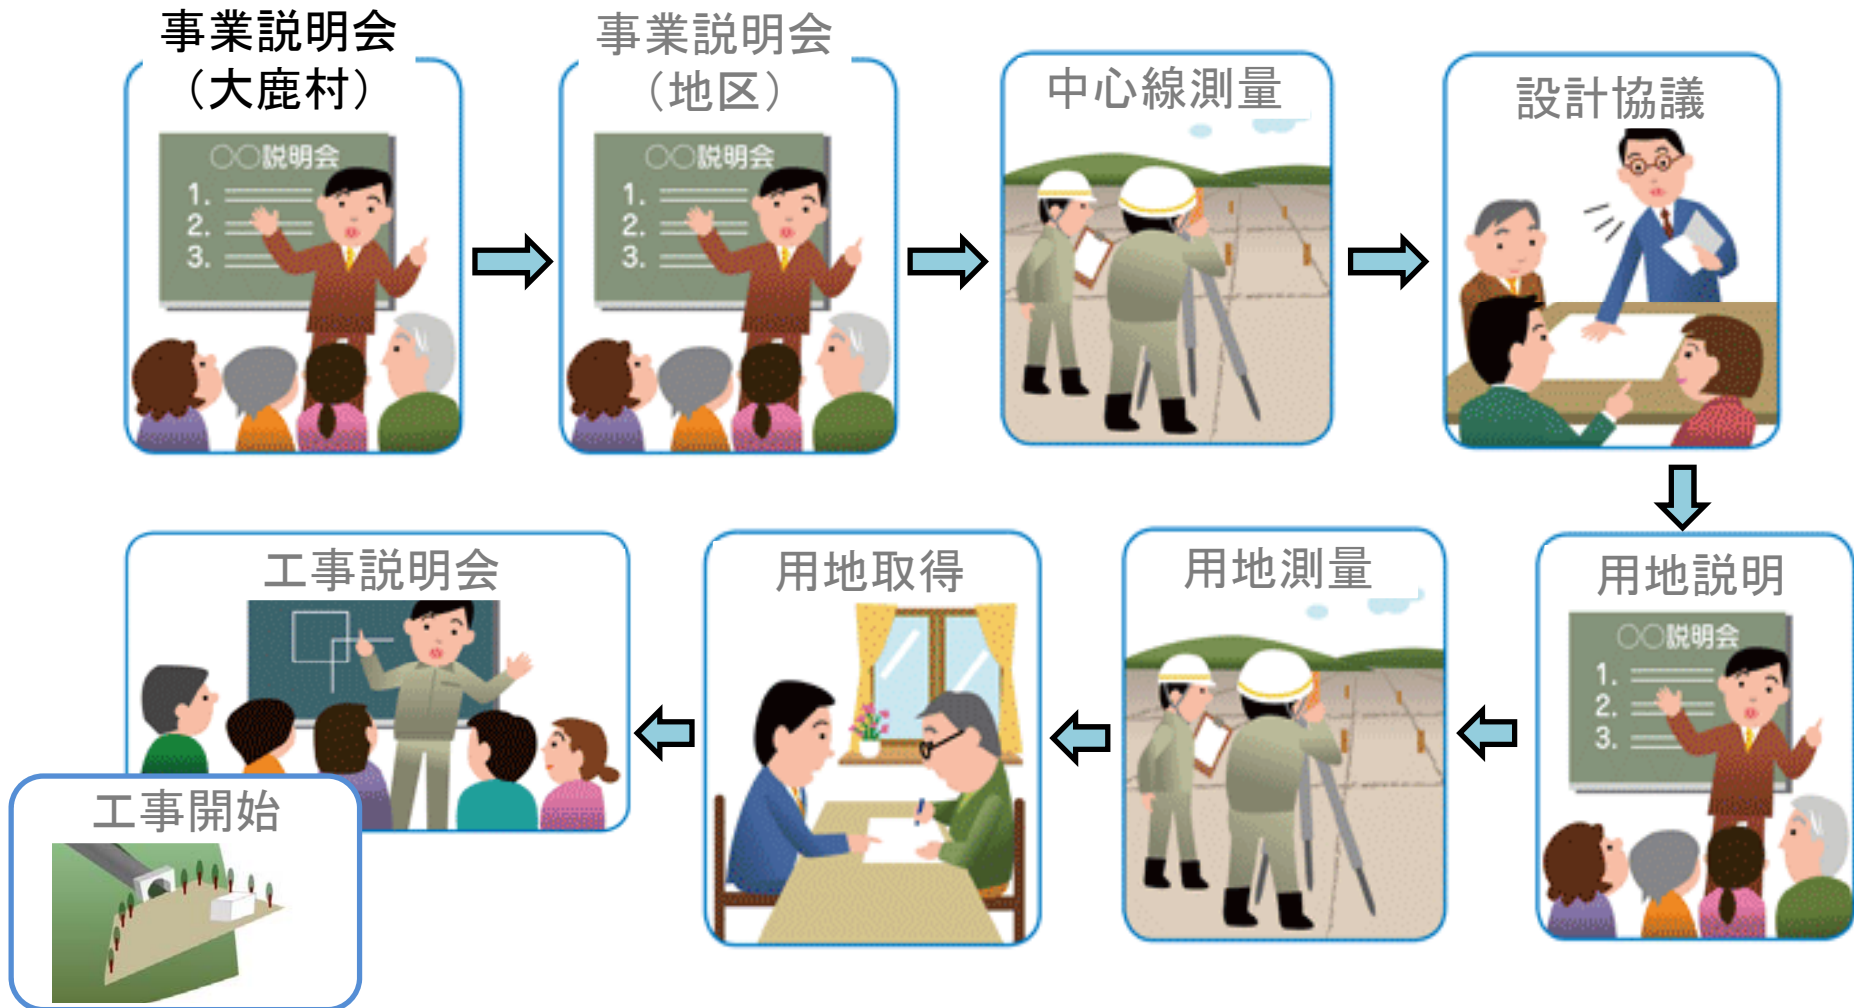 事業説明会
（大鹿村）
○○説明会
1.
2.
3.
事業説明会
（地区）
○○説明会
1.
2.
3.
中心線測量
設計協議
用地説明
○○説明会
1.
2.
3.
用地測量
用地取得
工事説明会
工事開始